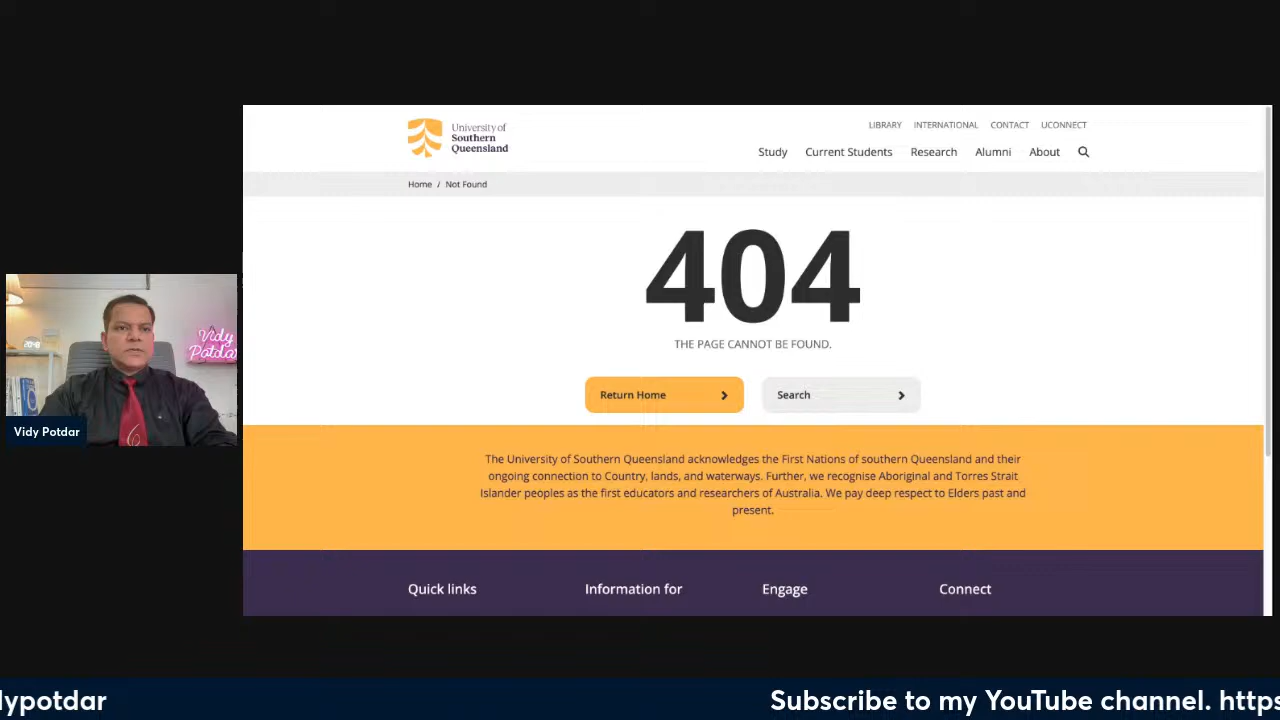 University of
Southern
Queensland
LIBRARY INTERNATIONAL CONTACT UCONNECT
Study Current Students Research Alumni About
Home / Not Found
404
THE PAGE CANNOT BE FOUND.
Return Home
Search
The University of Southern Queensland acknowledges the First Nations of southern Queensland and their
ongoing connection to Country, lands, and waterways. Further, we recognise Aboriginal and Torres Strait
Islander peoples as the first educators and researchers of Australia. We pay deep respect to Elders past and
present.
Quick links Information for Engage Connect
Vidy
Potdar
Vidy Potdar
lypotdar Subscribe to my YouTube channel. https